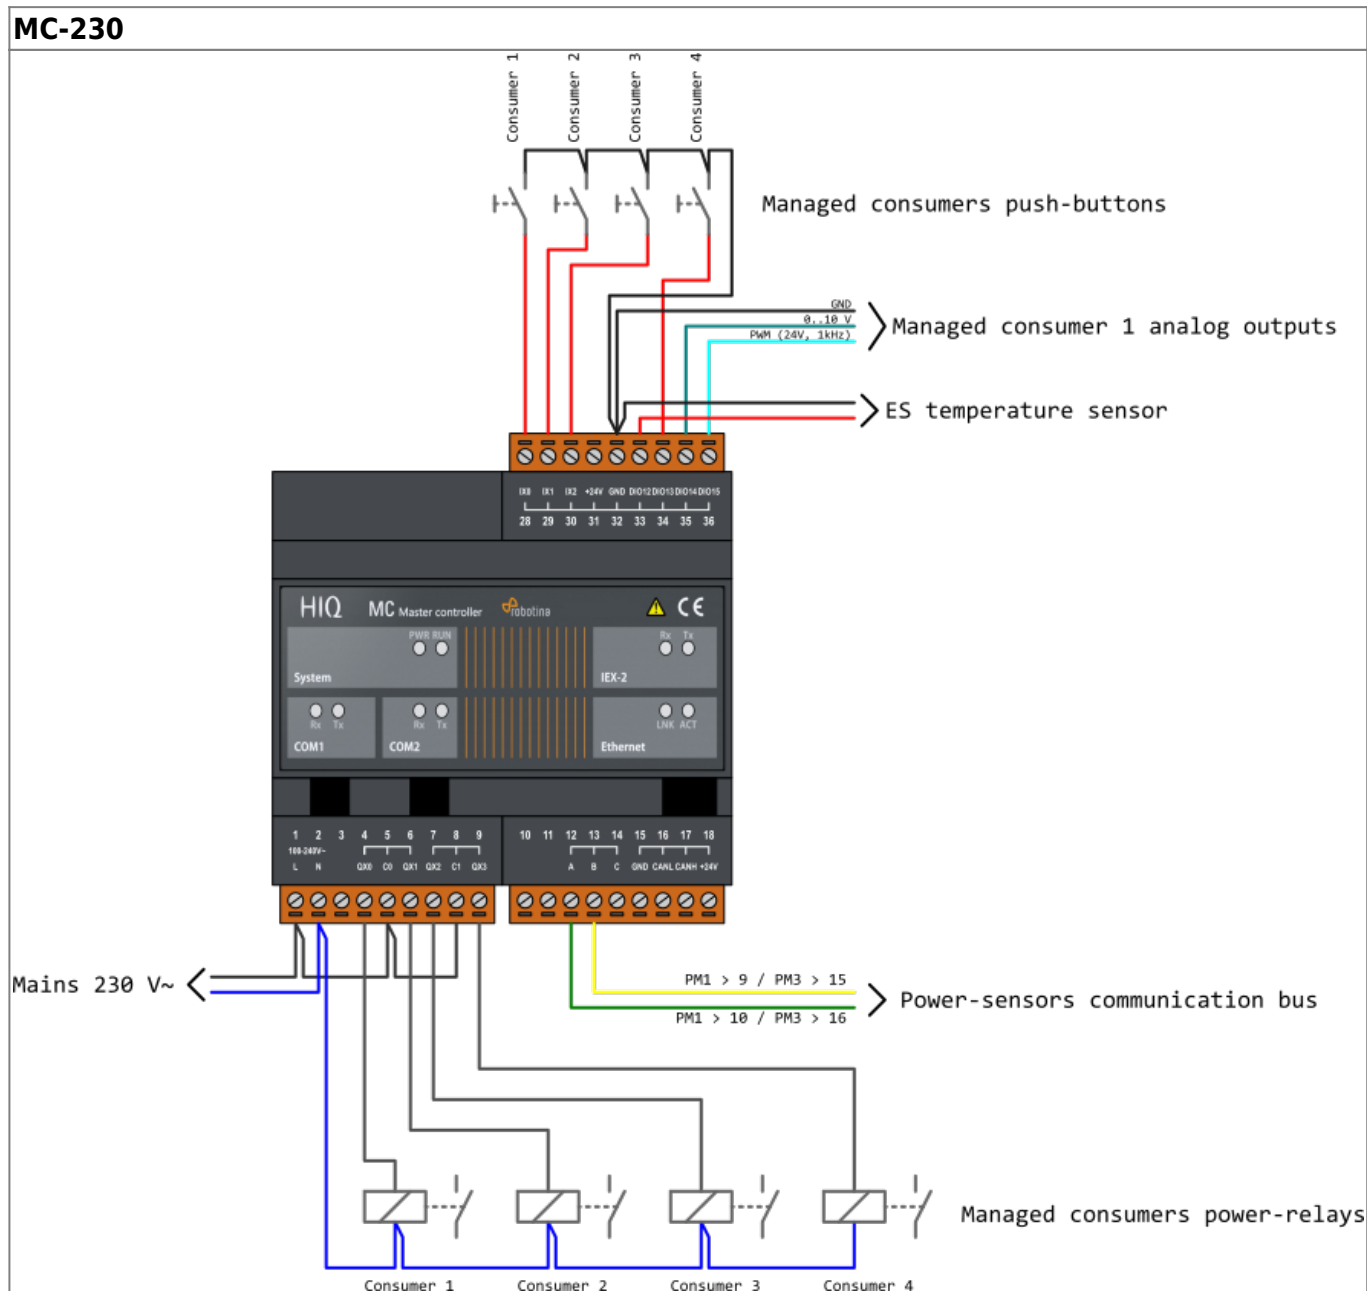 MC-230
Consumer 1
Consumer 2
Consumer 3
Consumer 4
Managed consumers push-buttons
GND
0..10 V
PWM (24V, 1kHz)
Managed consumer 1 analog outputs
ES temperature sensor
IX0 IX1 IX2 +24V GND DIO12 DIO13 DIO14 DIO15
28 29 30 31 32 33 34 35 36
HIQ MC Master controller robotina CE
PWR RUN
System
Rx Tx
IEX-2
Rx Tx
COM1
Rx Tx
COM2
LNK ACT
Ethernet
1 2 3 4 5 6 7 8 9
100-240V~
L N QX0 C0 QX1 QX2 C1 QX3
10 11 12 13 14 15 16 17 18
A B C GND CANL CANH +24V
Mains 230 V~
PM1 > 9 / PM3 > 15
PM1 > 10 / PM3 > 16
Power-sensors communication bus
Managed consumers power-relays
Consumer 1
Consumer 2
Consumer 3
Consumer 4